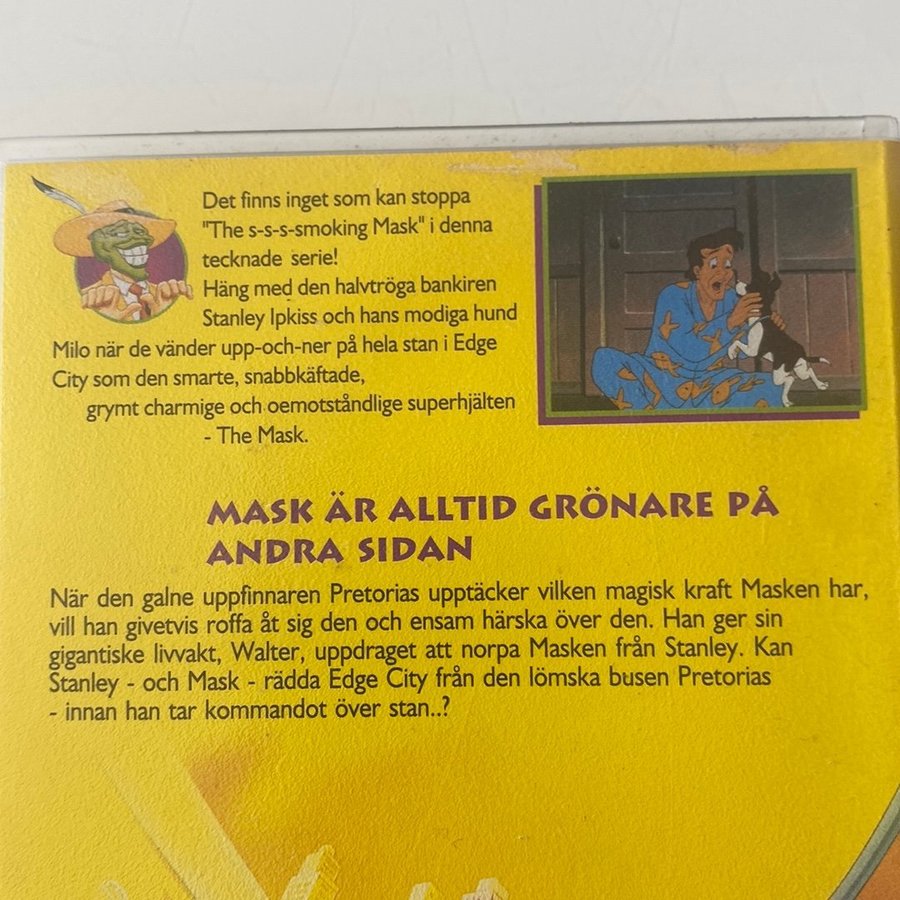 Det finns inget som kan stoppa
"The s-s-s-smoking Mask" i denna
tecknade serie!
Häng med den halvtröga bankiren
Stanley Ipkiss och hans modiga hund
Milo när de vänder upp-och-ner på hela stan i Edge
City som den smarte, snabbkäftade,
grymt charmige och oemotståndlige superhjälten
- The Mask.
MASK ÄR ALLTID GRÖNARE PÅ
ANDRA SIDAN
När den galne uppfinnaren Pretorias upptäcker vilken magisk kraft Masken har,
vill han givetvis roffa åt sig den och ensam härska över den. Han ger sin
gigantiske livvakt, Walter, uppdraget att norpa Masken från Stanley. Kan
Stanley - och Mask - rädda Edge City från den lömska busen Pretorias
- innan han tar kommandot över stan..?